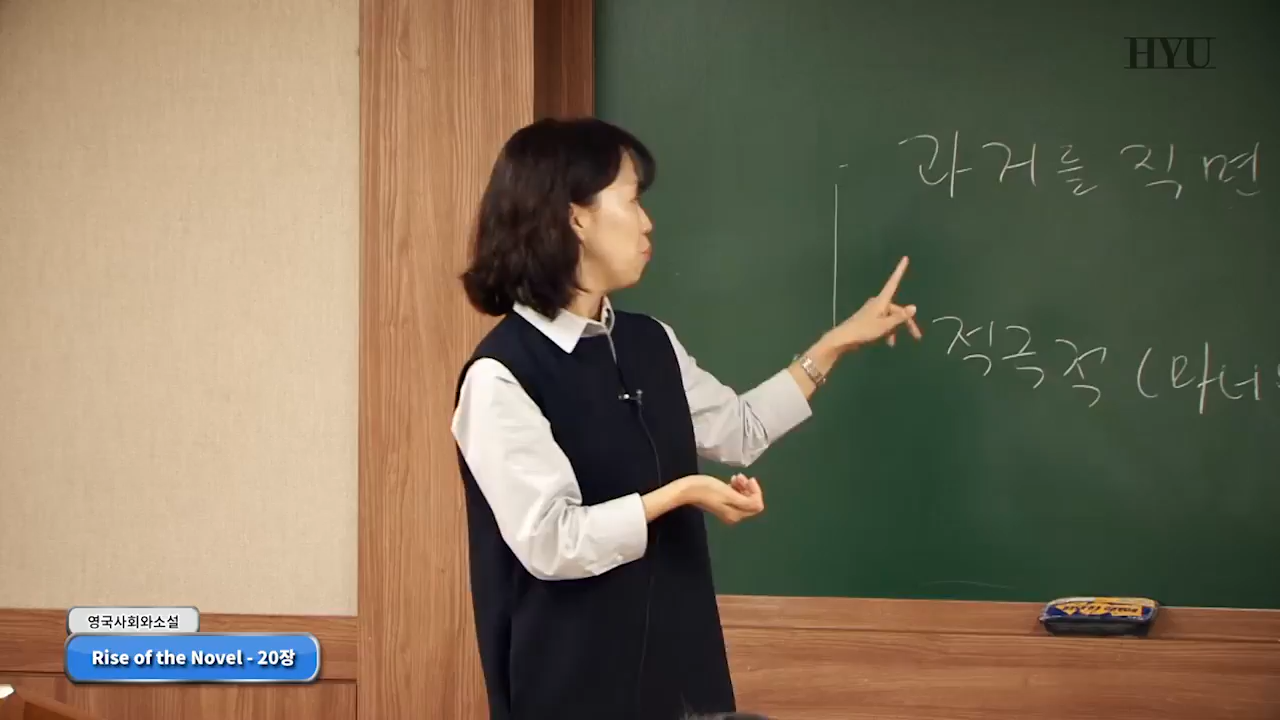 HYU
과거를 직면
적극적 (마너
영국사회와소설
Rise of the Novel - 20장